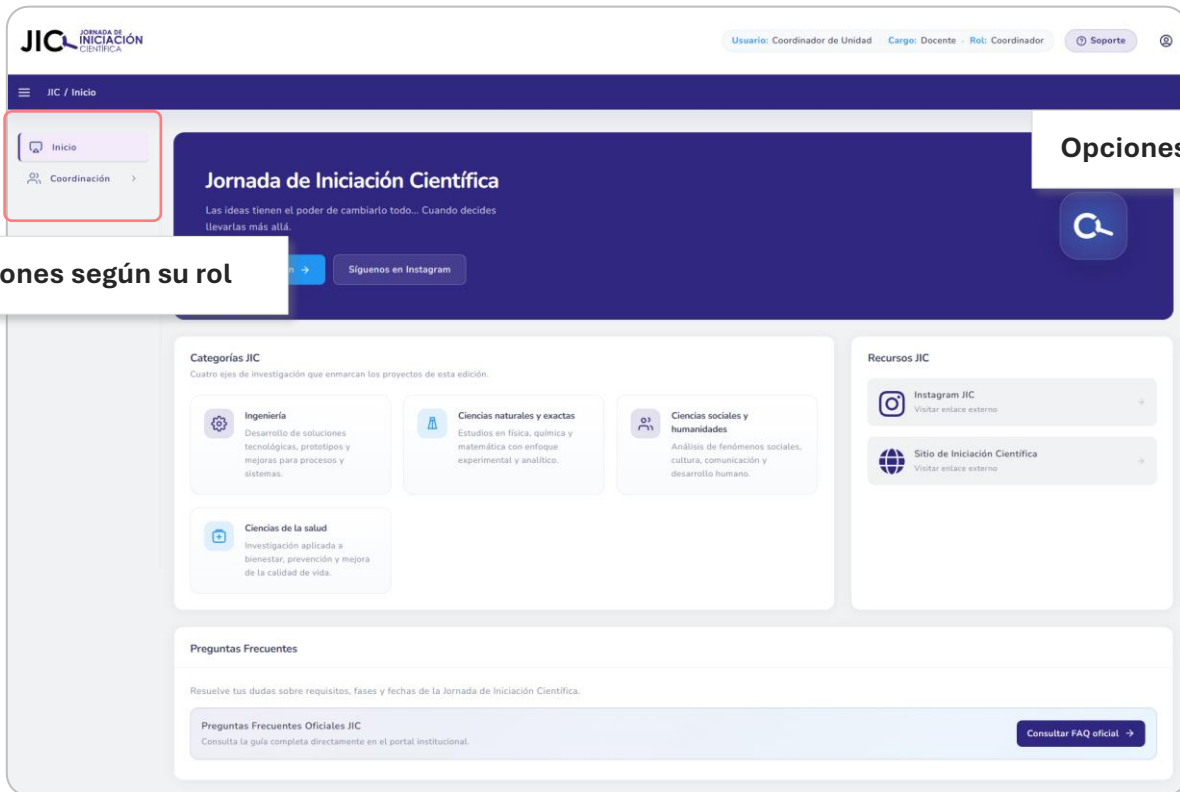 JIC JORNADA DE
INICIACIÓN
CIENTÍFICA
Usuario: Coordinador de Unidad Cargo: Docente - Rol: Coordinador
Soporte
JIC / Inicio
Inicio
Coordinación
Opciones
Jornada de Iniciación Científica
Las ideas tienen el poder de cambiarlo todo... Cuando decides
llevarlas más allá.
ones según su rol
Síguenos en Instagram
Categorías JIC
Cuatro ejes de investigación que enmarcan los proyectos de esta edición.
Ingeniería
Desarrollo de soluciones
tecnológicas, prototipos y
mejoras para procesos y
sistemas.
Ciencias naturales y exactas
Estudios en física, química y
matemática con enfoque
experimental y analítico.
Ciencias sociales y
humanidades
Análisis de fenómenos sociales,
cultura, comunicación y
desarrollo humano.
Ciencias de la salud
Investigación aplicada a
bienestar, prevención y mejora
de la calidad de vida.
Recursos JIC
Instagram JIC
Visitar enlace externo
Sitio de Iniciación Científica
Visitar enlace externo
Preguntas Frecuentes
Resuelve tus dudas sobre requisitos, fases y fechas de la Jornada de Iniciación Científica.
Preguntas Frecuentes Oficiales JIC
Consulta la guía completa directamente en el portal institucional.
Consultar FAQ oficial